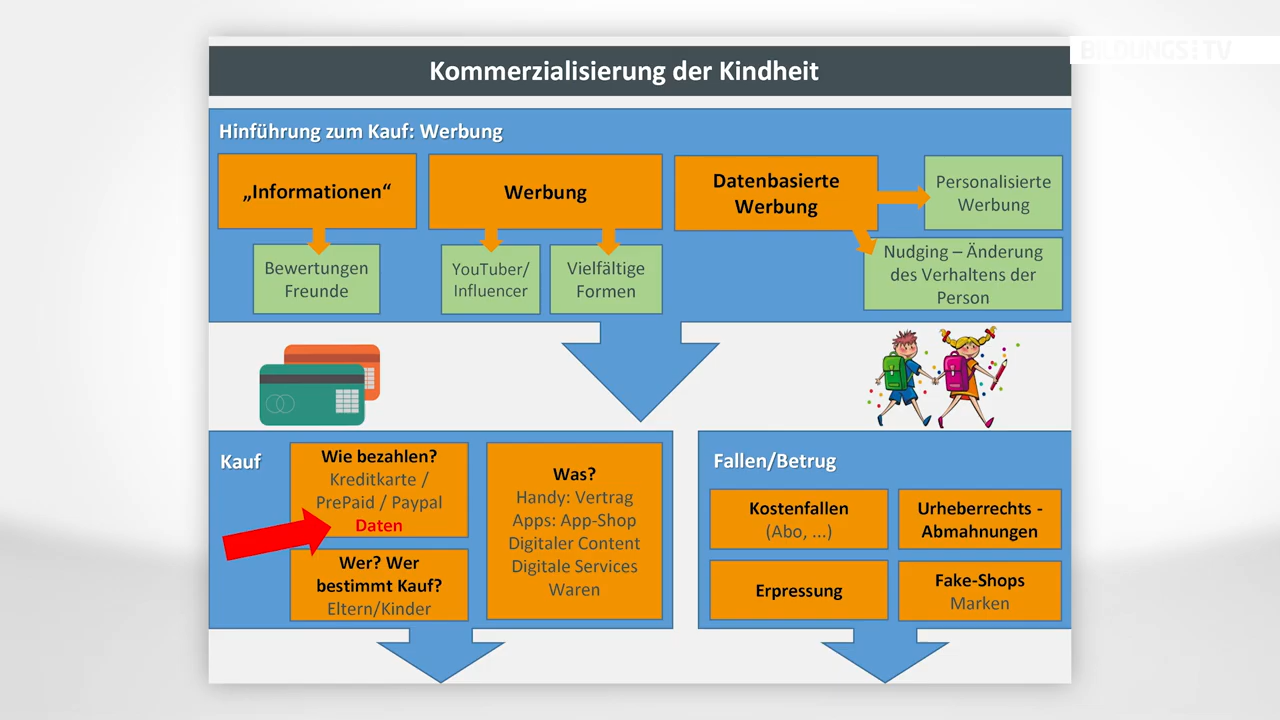 BILDUNGS TV
Kommerzialisierung der Kindheit
Hinführung zum Kauf: Werbung
„Informationen“
Werbung
Datenbasierte
Werbung
Personalisierte
Werbung
Bewertungen
Freunde
YouTuber/
Influencer
Vielfältige
Formen
Nudging – Änderung
des Verhaltens der
Person
Kauf
Wie bezahlen?
Kreditkarte /
PrePaid / Paypal
Daten
Wer? Wer
bestimmt Kauf?
Eltern/Kinder
Was?
Handy: Vertrag
Apps: App-Shop
Digitaler Content
Digitale Services
Waren
Fallen/Betrug
Kostenfallen
(Abo, ...)
Urheberrechts -
Abmahnungen
Erpressung
Fake-Shops
Marken